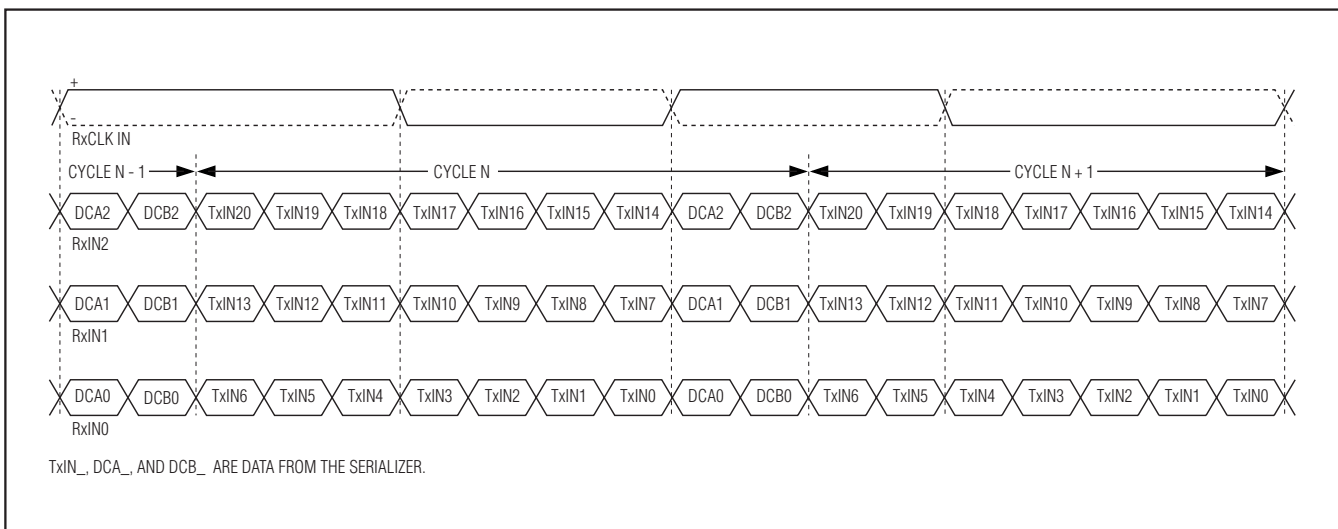 +
-
RxCLK IN
CYCLE N - 1 CYCLE N CYCLE N + 1
DCA2 DCB2 TxIN20 TxIN19 TxIN18 TxIN17 TxIN16 TxIN15 TxIN14 DCA2 DCB2 TxIN20 TxIN19 TxIN18 TxIN17 TxIN16 TxIN15 TxIN14
RxIN2
DCA1 DCB1 TxIN13 TxIN12 TxIN11 TxIN10 TxIN9 TxIN8 TxIN7 DCA1 DCB1 TxIN13 TxIN12 TxIN11 TxIN10 TxIN9 TxIN8 TxIN7
RxIN1
DCA0 DCB0 TxIN6 TxIN5 TxIN4 TxIN3 TxIN2 TxIN1 TxIN0 DCA0 DCB0 TxIN6 TxIN5 TxIN4 TxIN3 TxIN2 TxIN1 TxIN0
RxIN0
TxIN_, DCA_, AND DCB_ ARE DATA FROM THE SERIALIZER.